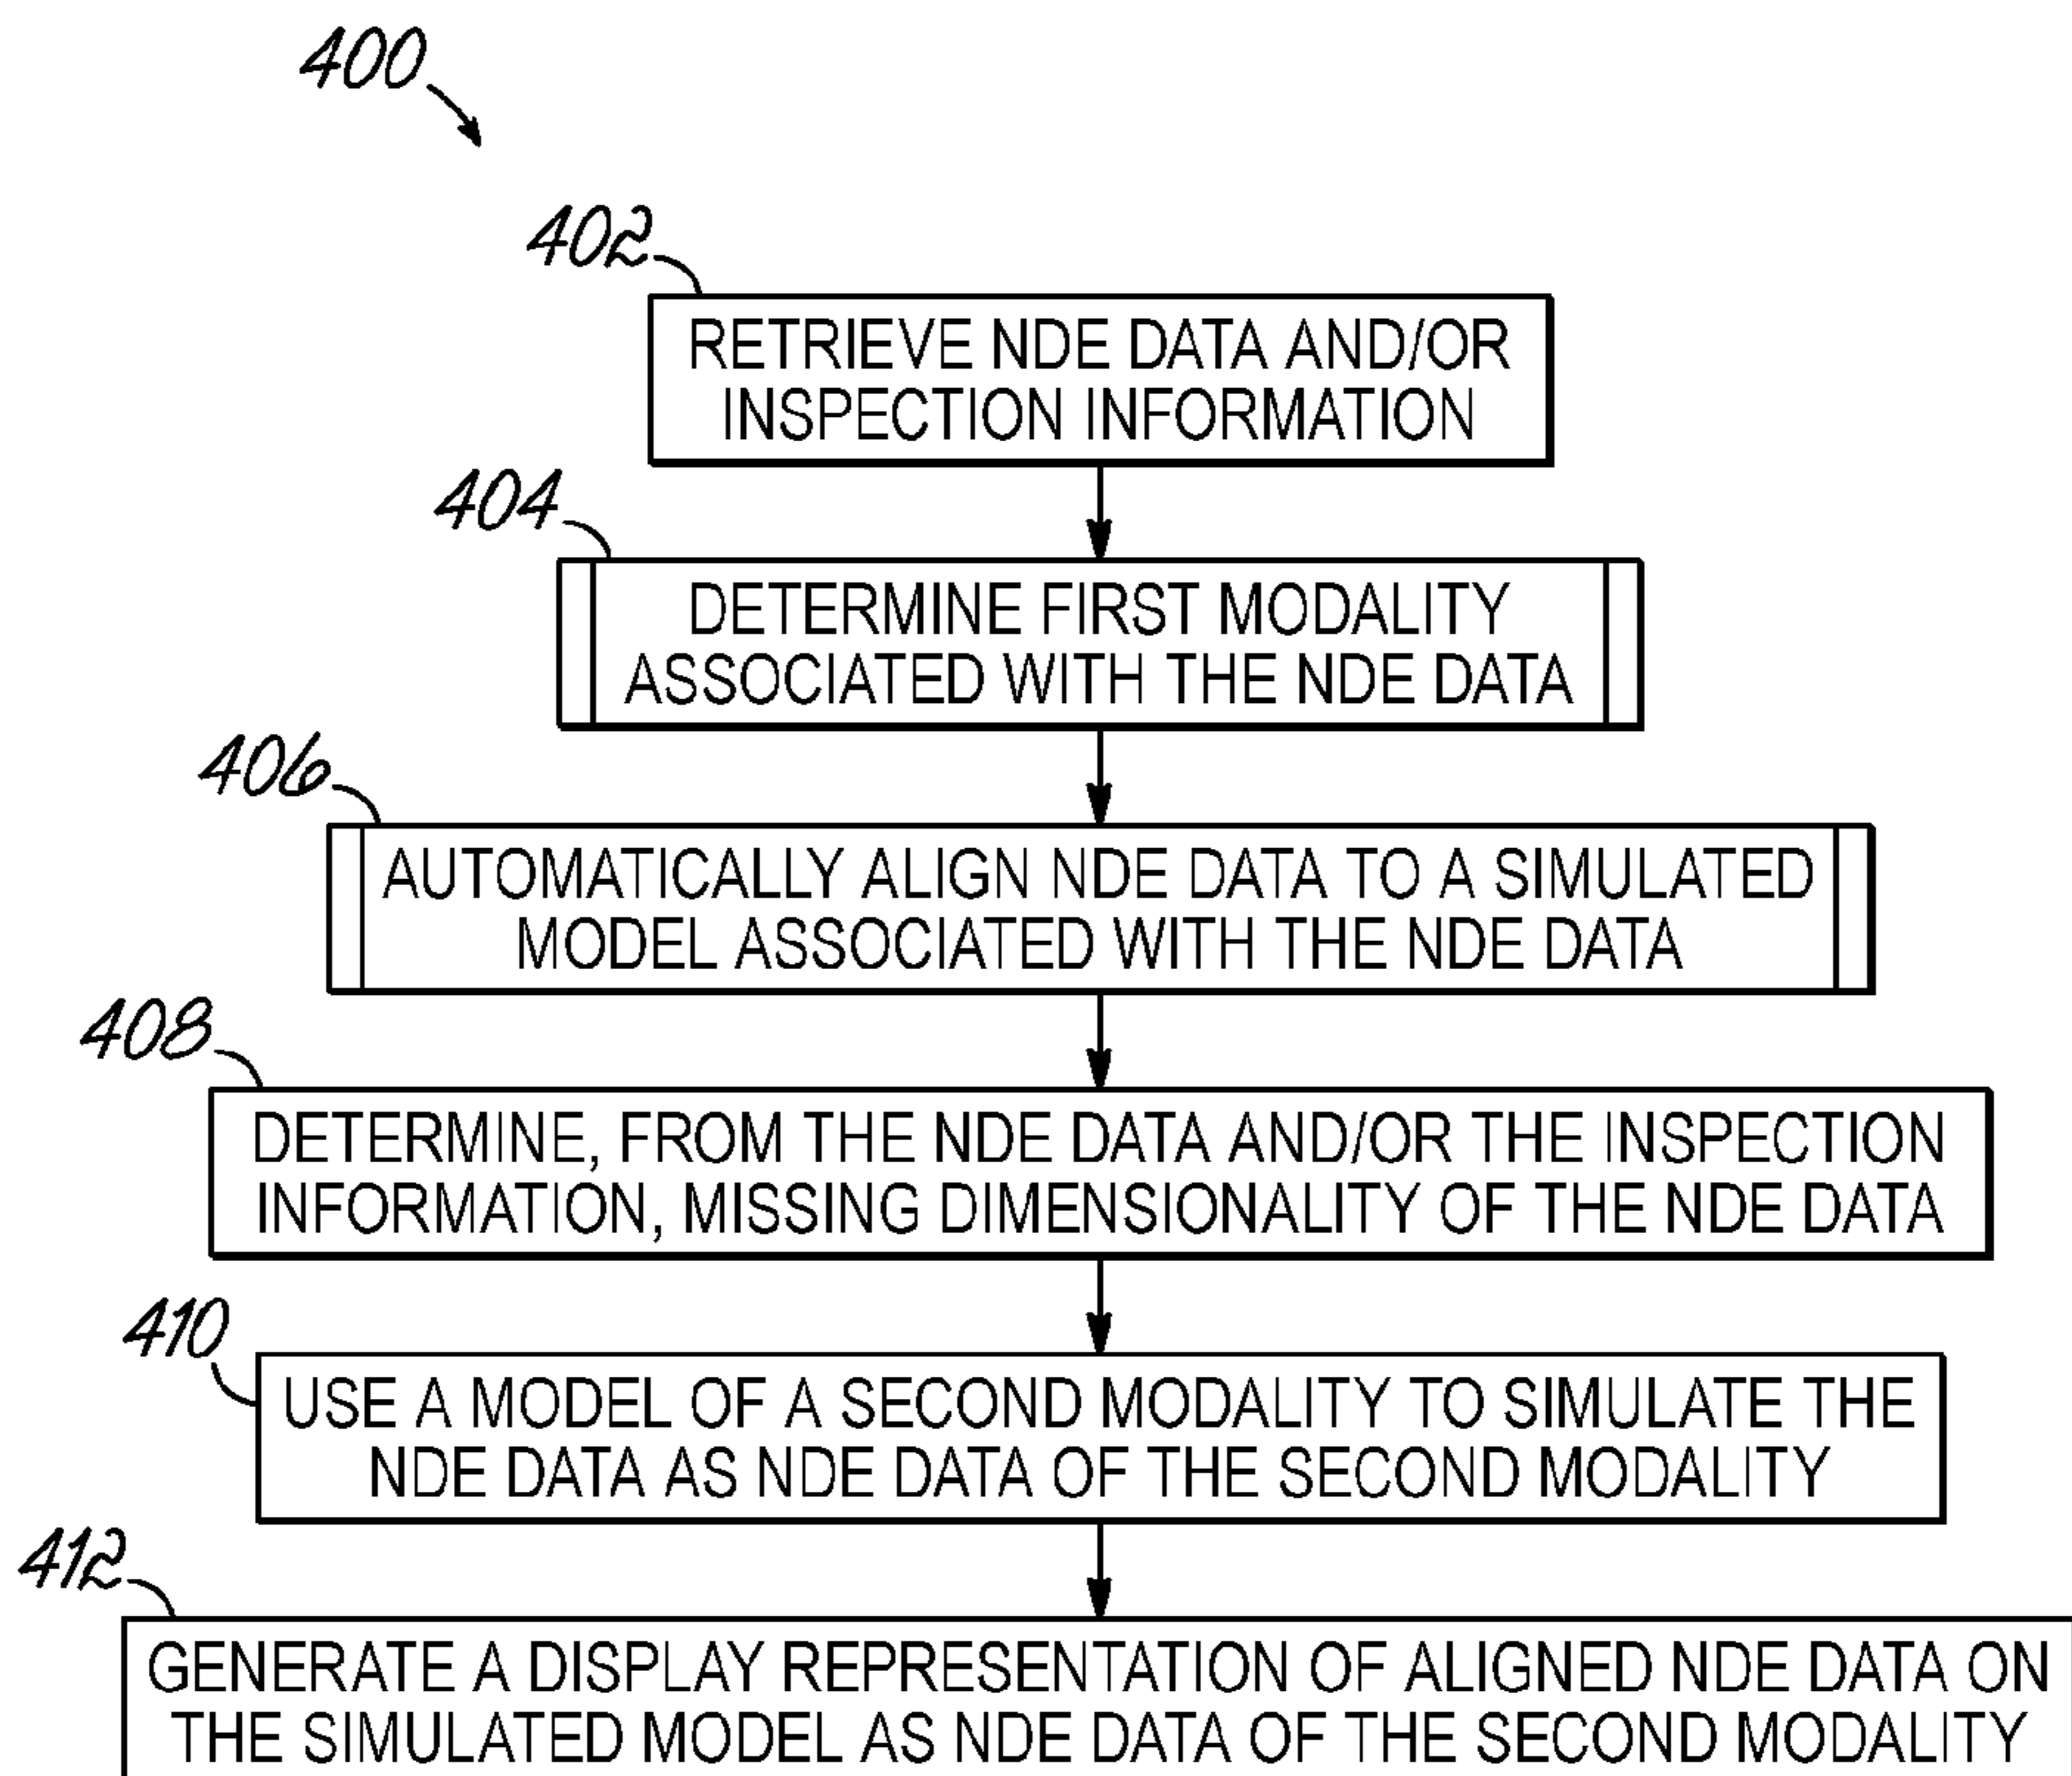 400
402
RETRIEVE NDE DATA AND/OR
INSPECTION INFORMATION
404
DETERMINE FIRST MODALITY
ASSOCIATED WITH THE NDE DATA
406
AUTOMATICALLY ALIGN NDE DATA TO A SIMULATED
MODEL ASSOCIATED WITH THE NDE DATA
408
DETERMINE, FROM THE NDE DATA AND/OR THE INSPECTION
INFORMATION, MISSING DIMENSIONALITY OF THE NDE DATA
410
USE A MODEL OF A SECOND MODALITY TO SIMULATE THE
NDE DATA AS NDE DATA OF THE SECOND MODALITY
412
GENERATE A DISPLAY REPRESENTATION OF ALIGNED NDE DATA ON
THE SIMULATED MODEL AS NDE DATA OF THE SECOND MODALITY